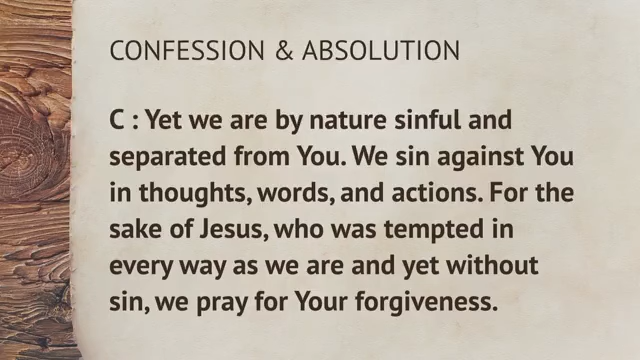 CONFESSION & ABSOLUTION
C : Yet we are by nature sinful and
separated from You. We sin against You
in thoughts, words, and actions. For the
sake of Jesus, who was tempted in
every way as we are and yet without
sin, we pray for Your forgiveness.